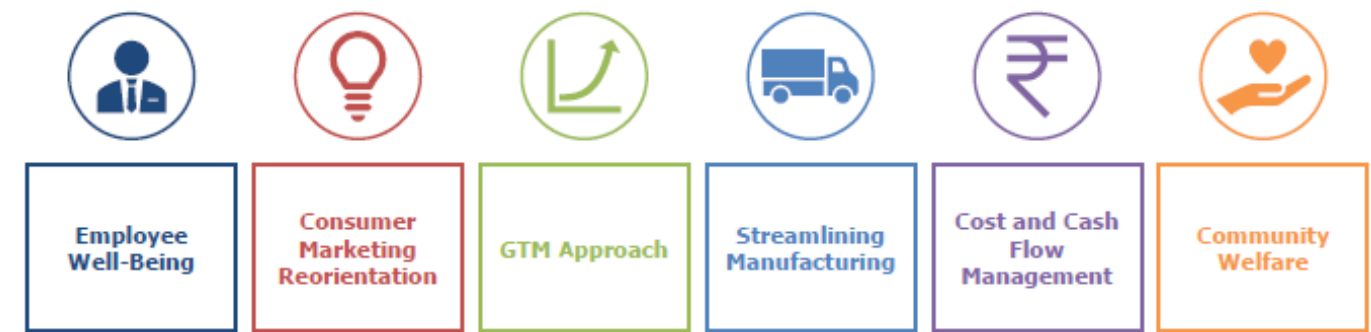 Employee
Well-Being
Consumer
Marketing
Reorientation
GTM Approach
Streamlining
Manufacturing
Cost and Cash
Flow
Management
Community
Welfare